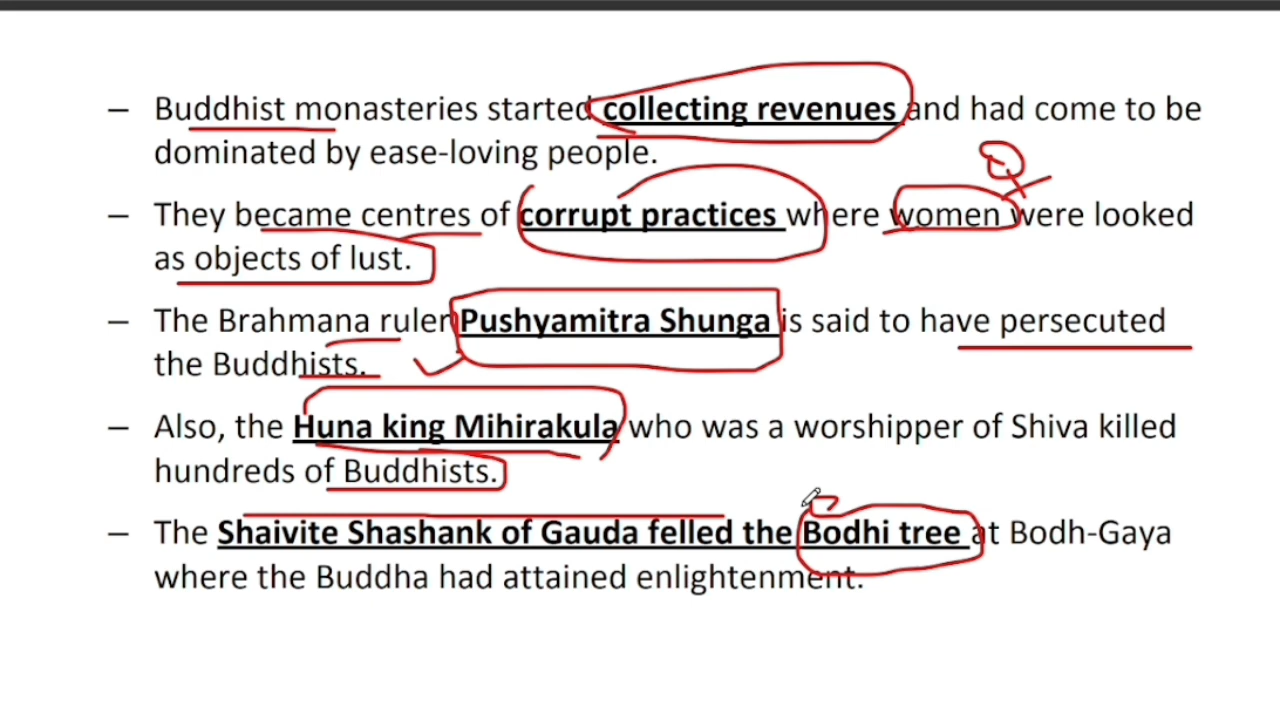 – Buddhist monasteries started collecting revenues and had come to be
dominated by ease-loving people.
– They became centres of corrupt practices where women were looked
as objects of lust.
– The Brahmana ruler Pushyamitra Shunga is said to have persecuted
the Buddhists.
– Also, the Huna king Mihirakula who was a worshipper of Shiva killed
hundreds of Buddhists.
– The Shaivite Shashank of Gauda felled the Bodhi tree at Bodh-Gaya
where the Buddha had attained enlightenment.